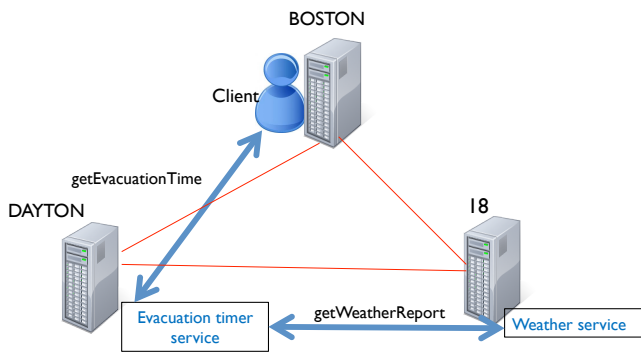 BOSTON
Client
getEvacuationTime
DAYTON
18
getWeatherReport
Evacuation timer
service
Weather service